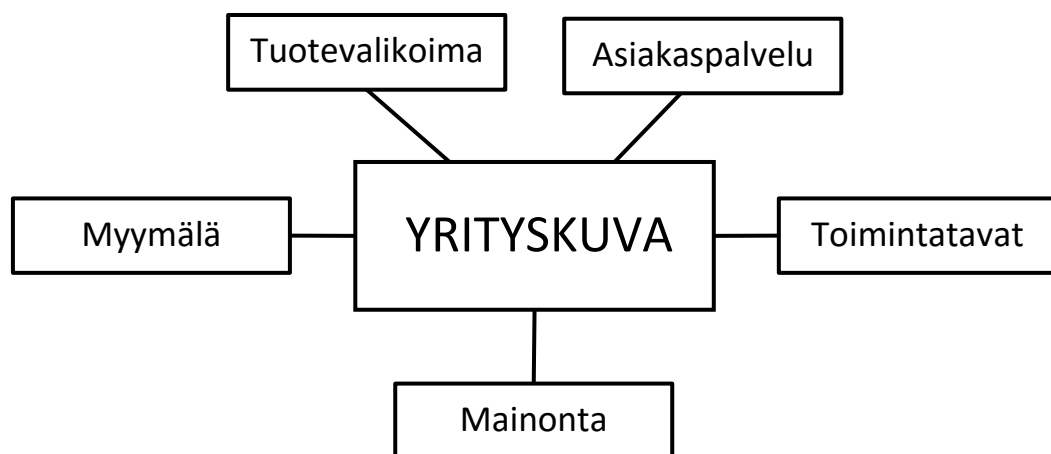 Tuotevalikoima
Asiakaspalvelu
Myymälä
YRITYSKUVA
Toimintatavat
Mainonta